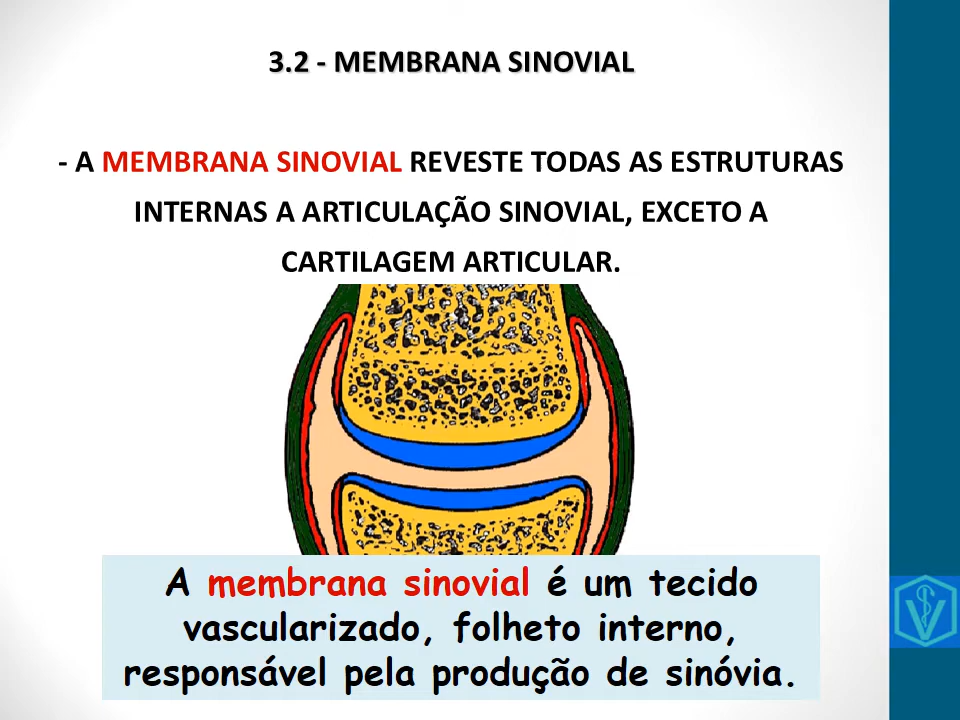 3.2 - MEMBRANA SINOVIAL
- A MEMBRANA SINOVIAL REVESTE TODAS AS ESTRUTURAS
INTERNAS A ARTICULAÇÃO SINOVIAL, EXCETO A
CARTILAGEM ARTICULAR.
A membrana sinovial é um tecido
vascularizado, folheto interno,
responsável pela produção de sinóvia.